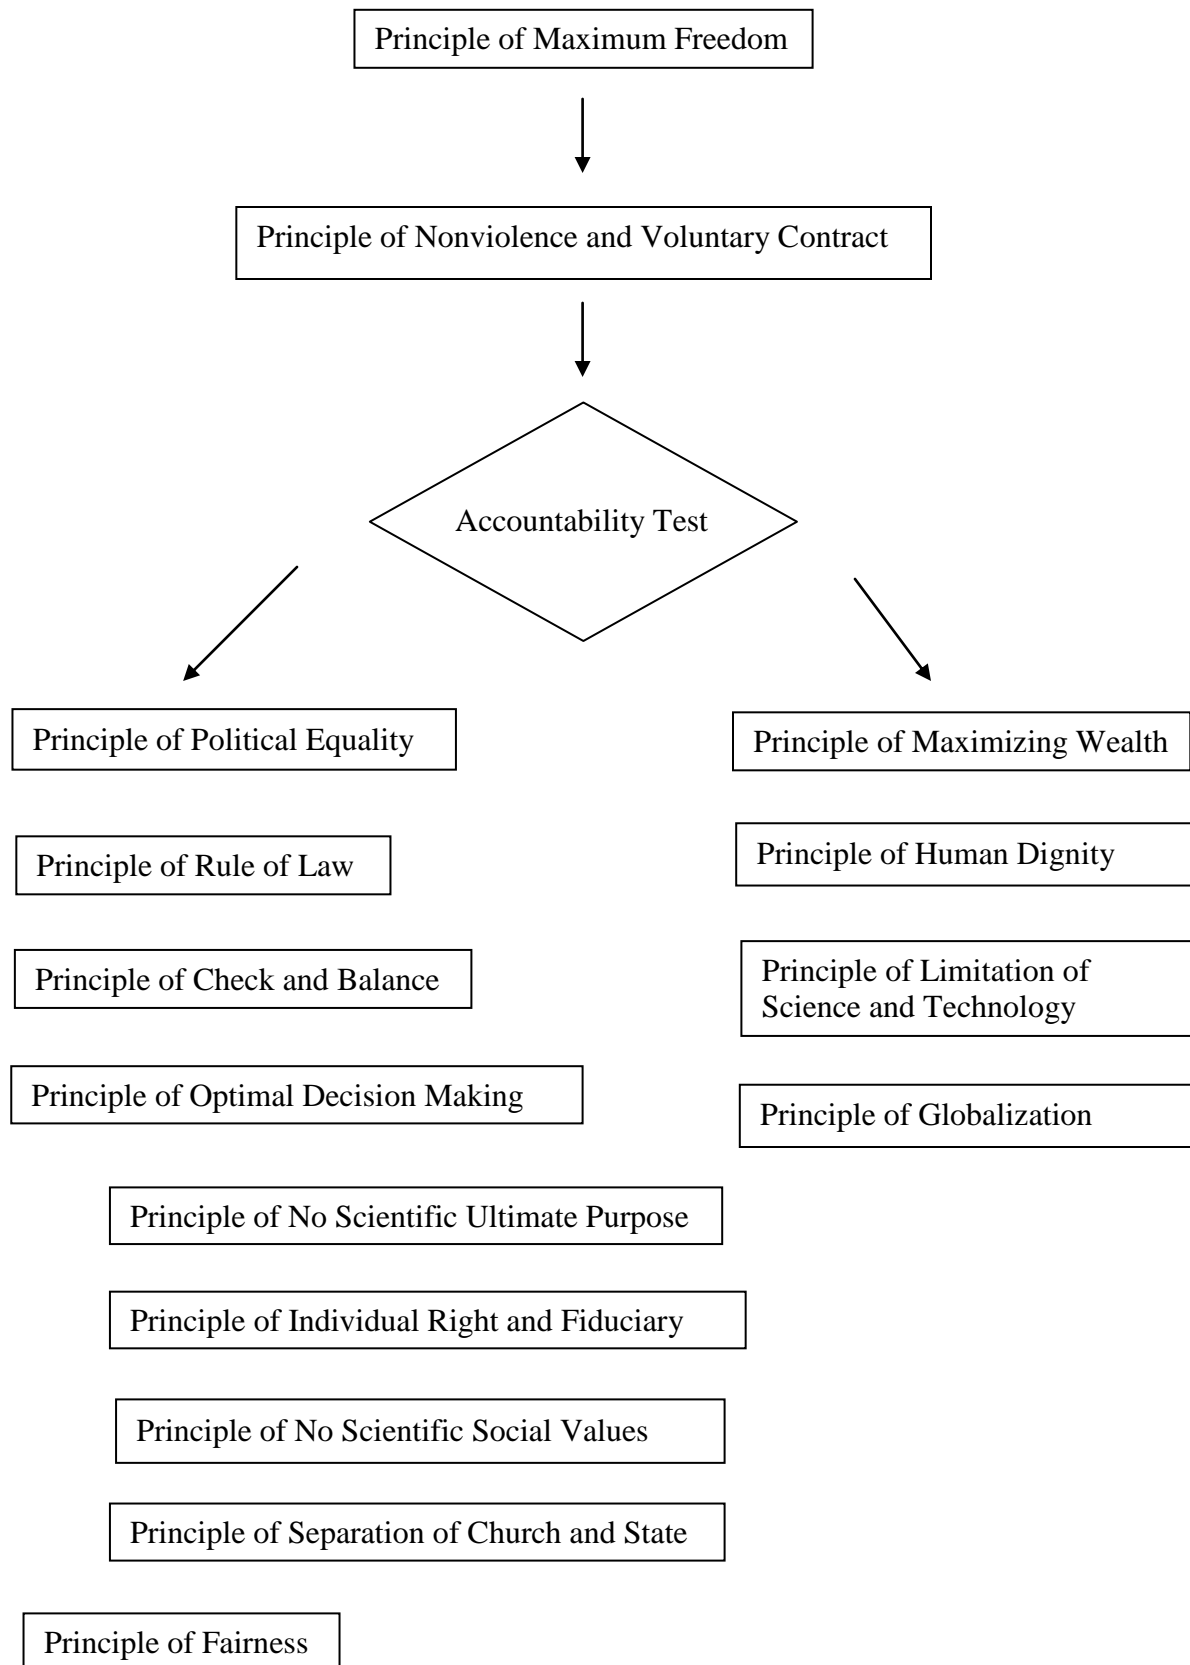 Principle of Maximum Freedom
Principle of Nonviolence and Voluntary Contract
Accountability Test
Principle of Political Equality
Principle of Rule of Law
Principle of Check and Balance
Principle of Optimal Decision Making
Principle of Maximizing Wealth
Principle of Human Dignity
Principle of Limitation of
Science and Technology
Principle of Globalization
Principle of No Scientific Ultimate Purpose
Principle of Individual Right and Fiduciary
Principle of No Scientific Social Values
Principle of Separation of Church and State
Principle of Fairness